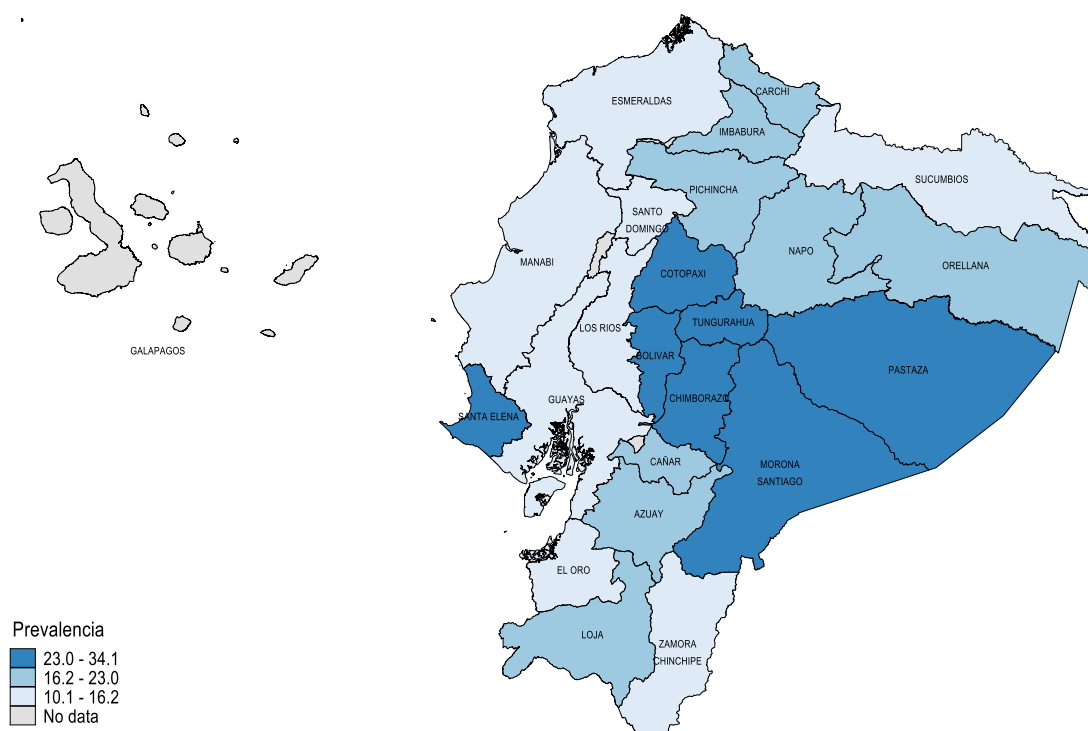 ESMERALDAS
CARCHI
IMBABURA
SUCUMBIOS
PICHINCHA
SANTO
DOMINGO
NAPO
ORELLANA
MANABI
COTOPAXI
LOS RIOS
TUNGURAHUA
GALAPAGOS
BOLIVAR
PASTAZA
GUAYAS
CHIMBORAZO
SANTA ELENA
CAÑAR
MORONA
SANTIAGO
AZUAY
EL ORO
LOJA
ZAMORA
CHINCHIPE
Prevalencia
23.0 - 34.1
16.2 - 23.0
10.1 - 16.2
No data